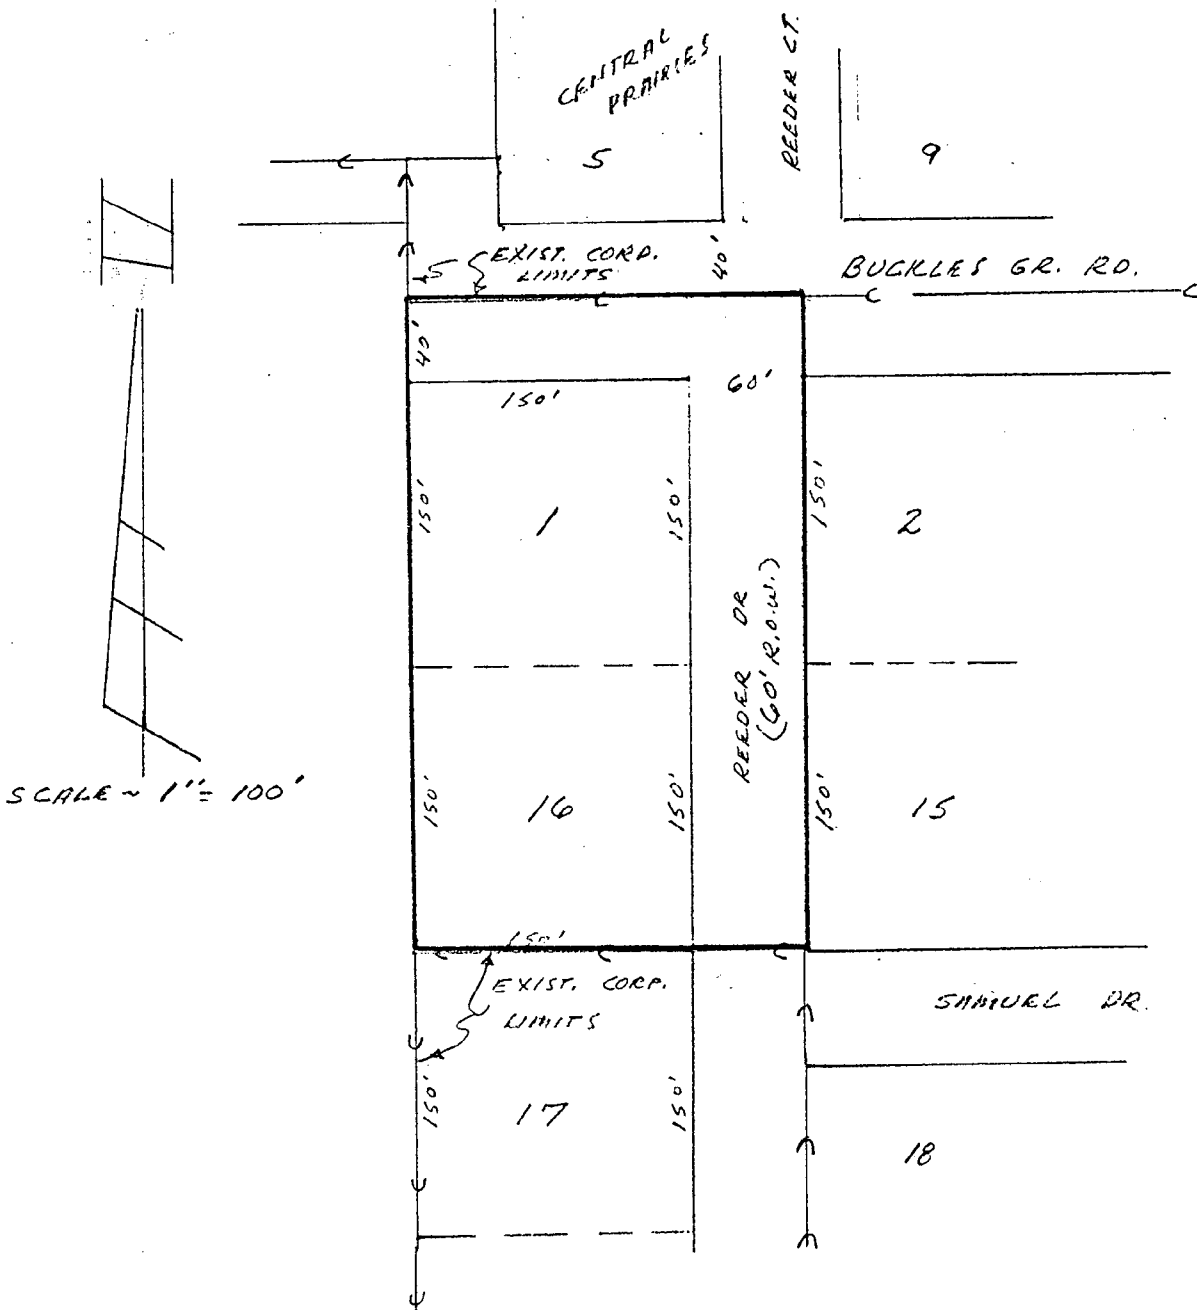 CENTRAL
PRAIRIES
REEDER CT.
5
9
EXIST. CORP.
LIMITS
40'
BUCKLES GR. RD.
40'
150'
60'
150'
1
150'
150'
2
REEDER DR
(60' R.O.W.)
SCALE ~ 1" = 100'
150'
16
150'
150'
15
150'
EXIST. CORP.
LIMITS
SAMUEL DR.
150'
17
150'
18